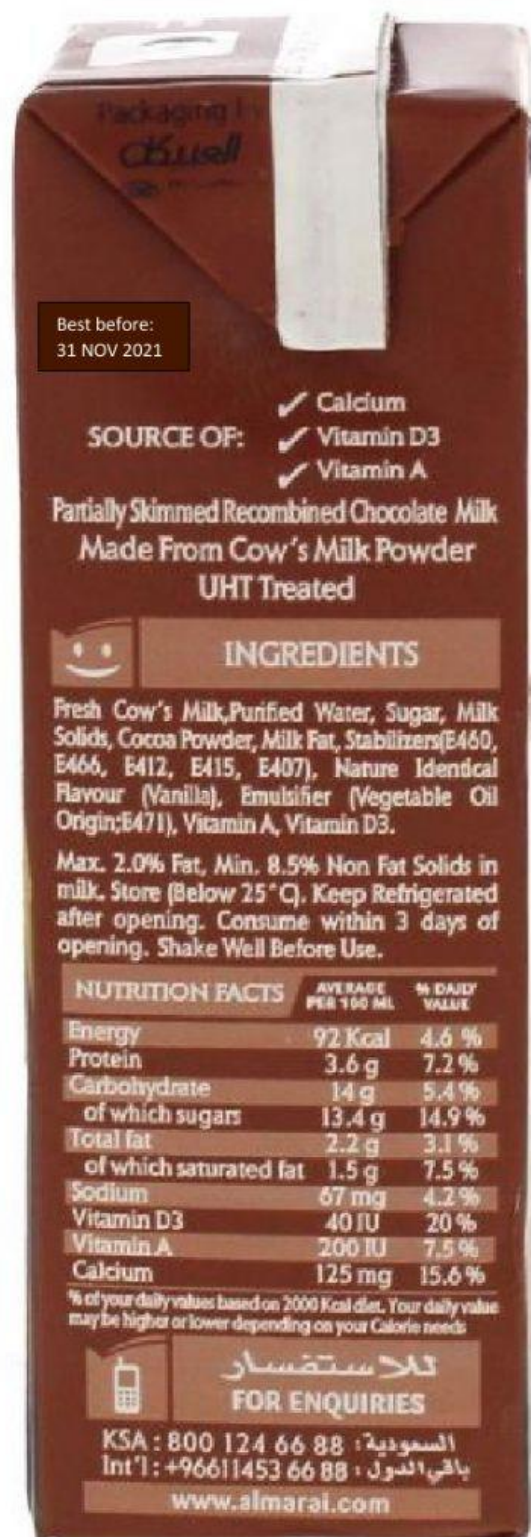 Packaging by
العبيكان
Best before:
31 NOV 2021
SOURCE OF:
✓ Calcium
✓ Vitamin D3
✓ Vitamin A
Partially Skimmed Recombined Chocolate Milk
Made From Cow's Milk Powder
UHT Treated
INGREDIENTS
Fresh Cow's Milk,Purified Water, Sugar, Milk
Solids, Cocoa Powder, Milk Fat, Stabilizers(E460,
E466, E412, E415, E407), Nature Identical
Flavour (Vanilla), Emulsifier (Vegetable Oil
Origin;E471), Vitamin A, Vitamin D3.
Max. 2.0% Fat, Min. 8.5% Non Fat Solids in
milk. Store (Below 25°C). Keep Refrigerated
after opening. Consume within 3 days of
opening. Shake Well Before Use.
NUTRITION FACTS AVERAGE PER 100 ML % DAILY VALUE
Energy 92 Kcal 4.6 %
Protein 3.6 g 7.2 %
Carbohydrate 14 g 5.4 %
of which sugars 13.4 g 14.9 %
Total fat 2.2 g 3.1 %
of which saturated fat 1.5 g 7.5 %
Sodium 67 mg 4.2 %
Vitamin D3 40 IU 20 %
Vitamin A 200 IU 7.5 %
Calcium 125 mg 15.6 %
% of your daily values based on 2000 Kcal diet. Your daily value
may be higher or lower depending on your Calorie needs
للاستفسار
FOR ENQUIRIES
KSA : 800 124 66 88 : السعودية
Int'l : +96611453 66 88 : باقي الدول
www.almarai.com